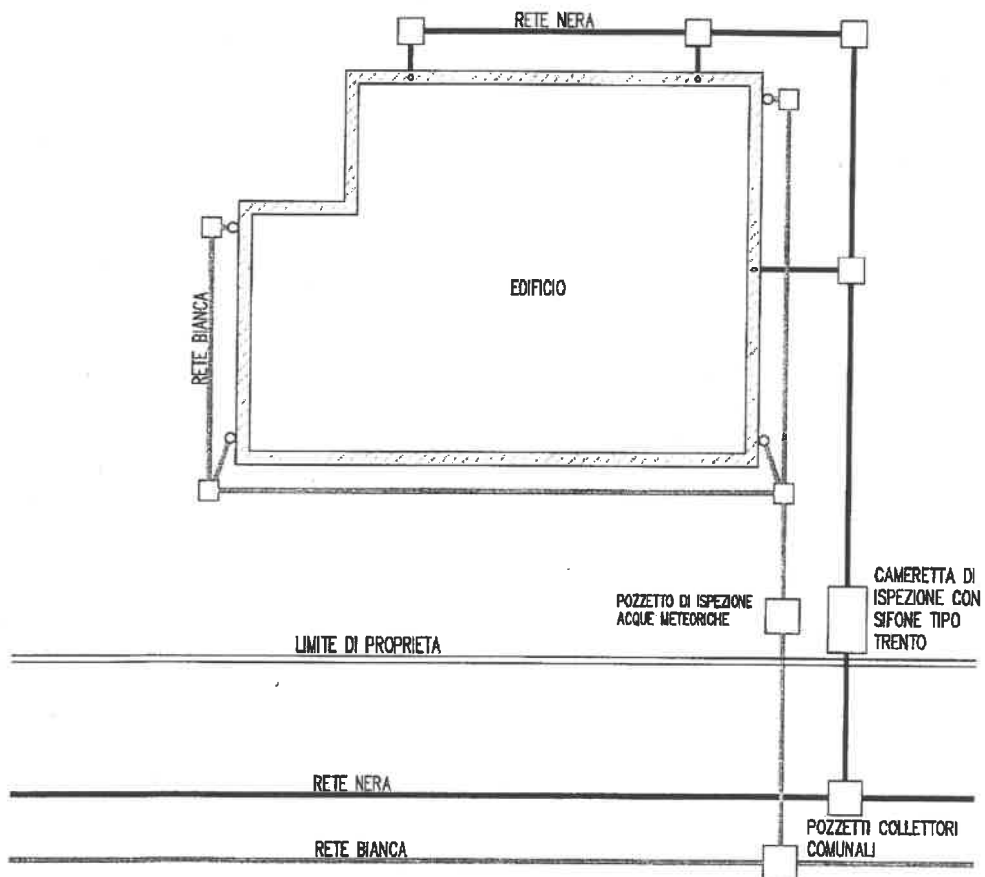 RETE NERA
EDIFICIO
RETE BIANCA
CAMERETTA DI
ISPEZIONE CON
SIFONE TIPO
TRENTO
POZZETTO DI ISPEZIONE
ACQUE METEORICHE
LIMITE DI PROPRIETA
RETE NERA
POZZETTI COLLETTORI
COMUNALI
RETE BIANCA